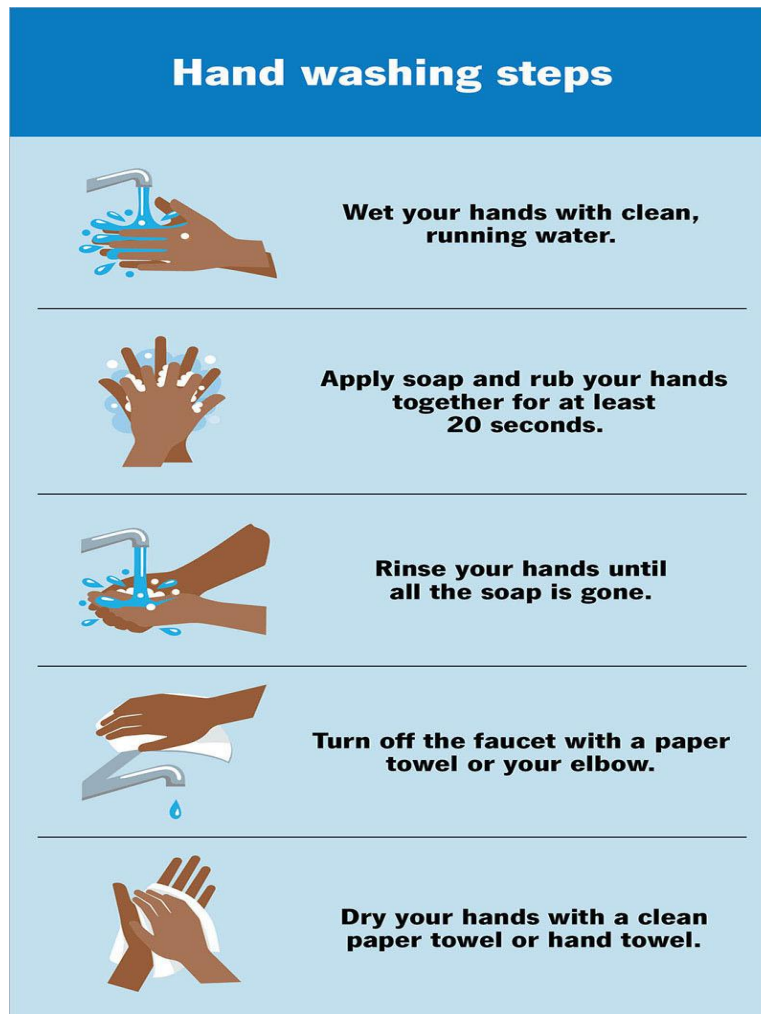 Hand washing steps
Wet your hands with clean,
running water.
Apply soap and rub your hands
together for at least
20 seconds.
Rinse your hands until
all the soap is gone.
Turn off the faucet with a paper
towel or your elbow.
Dry your hands with a clean
paper towel or hand towel.